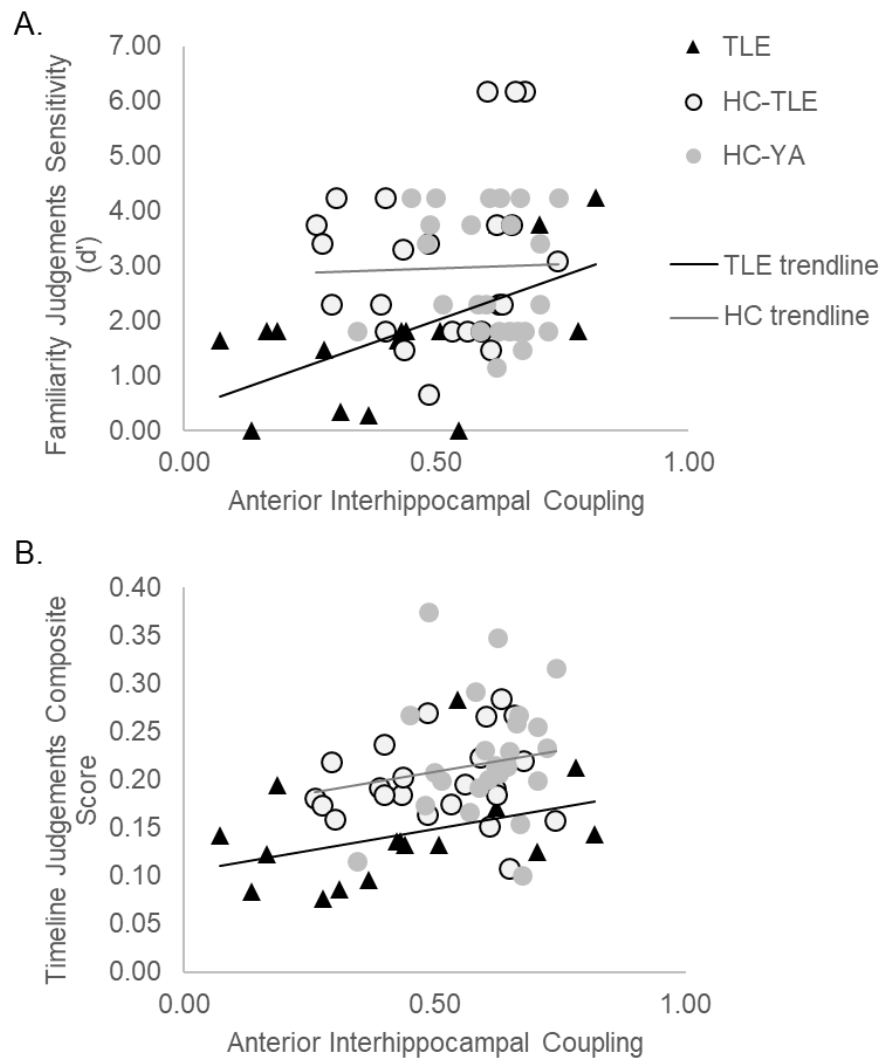 A.
7.00
6.00
5.00
4.00
3.00
2.00
1.00
0.00
Familiarity Judgements Sensitivity
(d')
0.00 0.50 1.00
Anterior Interhippocampal Coupling
TLE
HC-TLE
HC-YA
TLE trendline
HC trendline
B.
0.40
0.35
0.30
0.25
0.20
0.15
0.10
0.05
0.00
Timeline Judgements Composite
Score
0.00 0.50 1.00
Anterior Interhippocampal Coupling